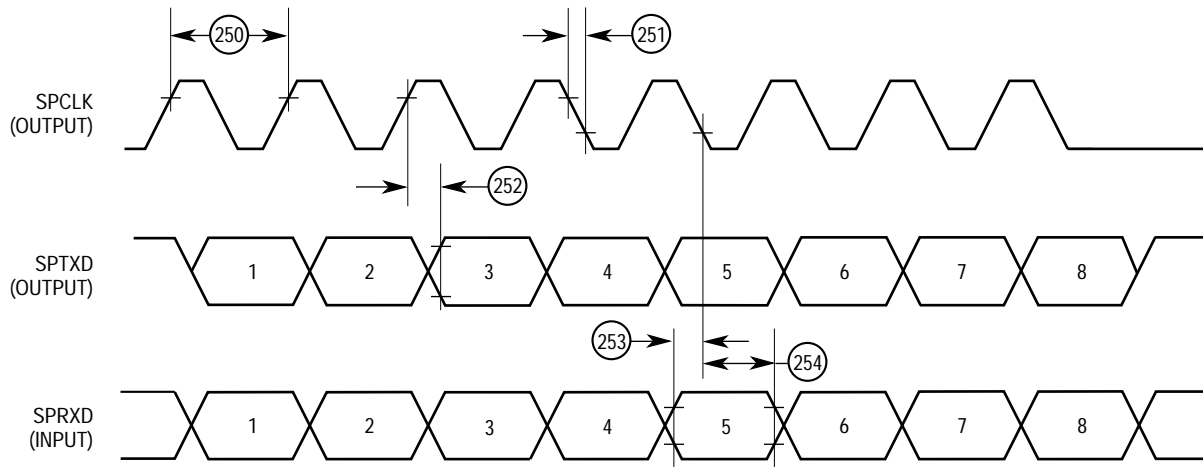 250
251
SPCLK
(OUTPUT)
252
SPTXD
(OUTPUT)
1 2 3 4 5 6 7 8
253
254
SPRXD
(INPUT)
1 2 3 4 5 6 7 8